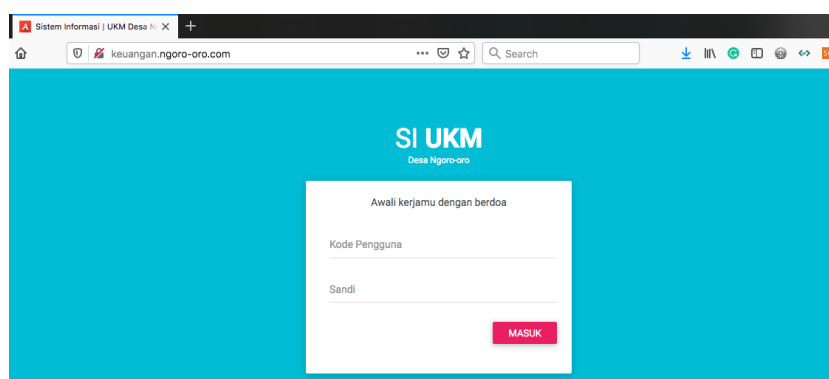 A Sistem Informasi | UKM Desa N
keuangan.ngoro-oro.com
Search
SI UKM
Desa Ngoro-oro
Awali kerjamu dengan berdoa
Kode Pengguna
Sandi
MASUK